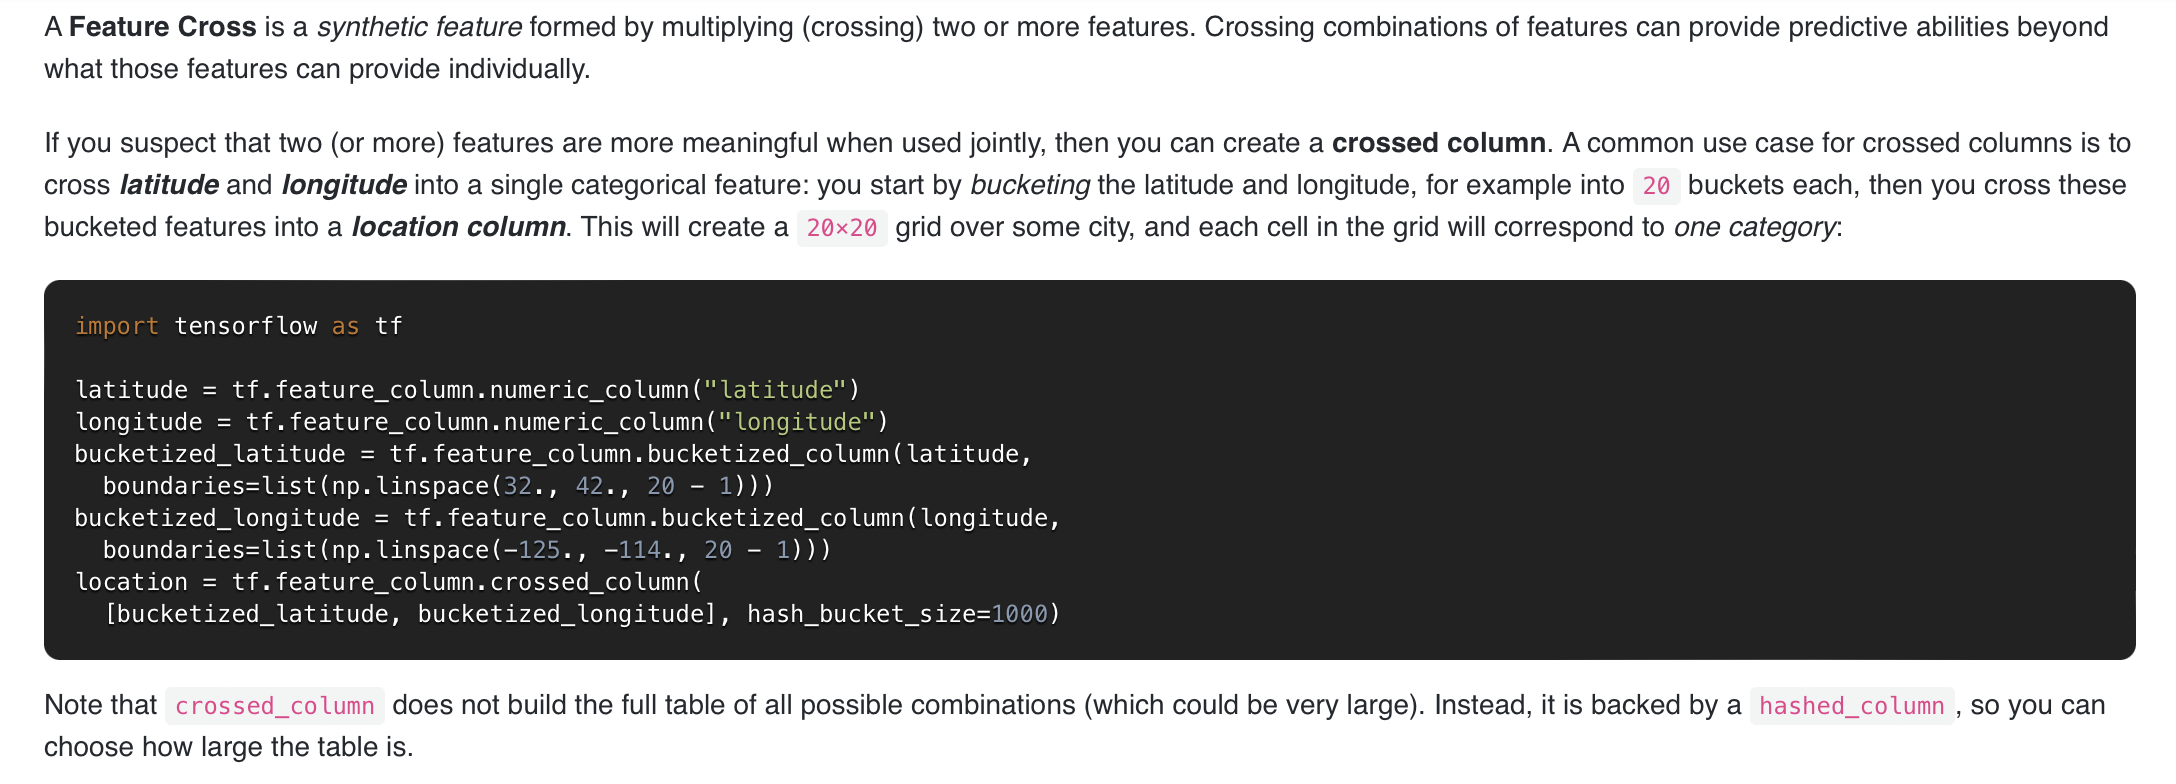 A Feature Cross is a synthetic feature formed by multiplying (crossing) two or more features. Crossing combinations of features can provide predictive abilities beyond
what those features can provide individually.
If you suspect that two (or more) features are more meaningful when used jointly, then you can create a crossed column. A common use case for crossed columns is to
cross latitude and longitude into a single categorical feature: you start by bucketing the latitude and longitude, for example into 20 buckets each, then you cross these
bucketed features into a location column. This will create a 20×20 grid over some city, and each cell in the grid will correspond to one category:
import tensorflow as tf
latitude = tf.feature_column.numeric_column("latitude")
longitude = tf.feature_column.numeric_column("longitude")
bucketized_latitude = tf.feature_column.bucketized_column(latitude,
  boundaries=list(np.linspace(32., 42., 20 - 1)))
bucketized_longitude = tf.feature_column.bucketized_column(longitude,
  boundaries=list(np.linspace(-125., -114., 20 - 1)))
location = tf.feature_column.crossed_column(
  [bucketized_latitude, bucketized_longitude], hash_bucket_size=1000)
Note that crossed_column does not build the full table of all possible combinations (which could be very large). Instead, it is backed by a hashed_column, so you can
choose how large the table is.